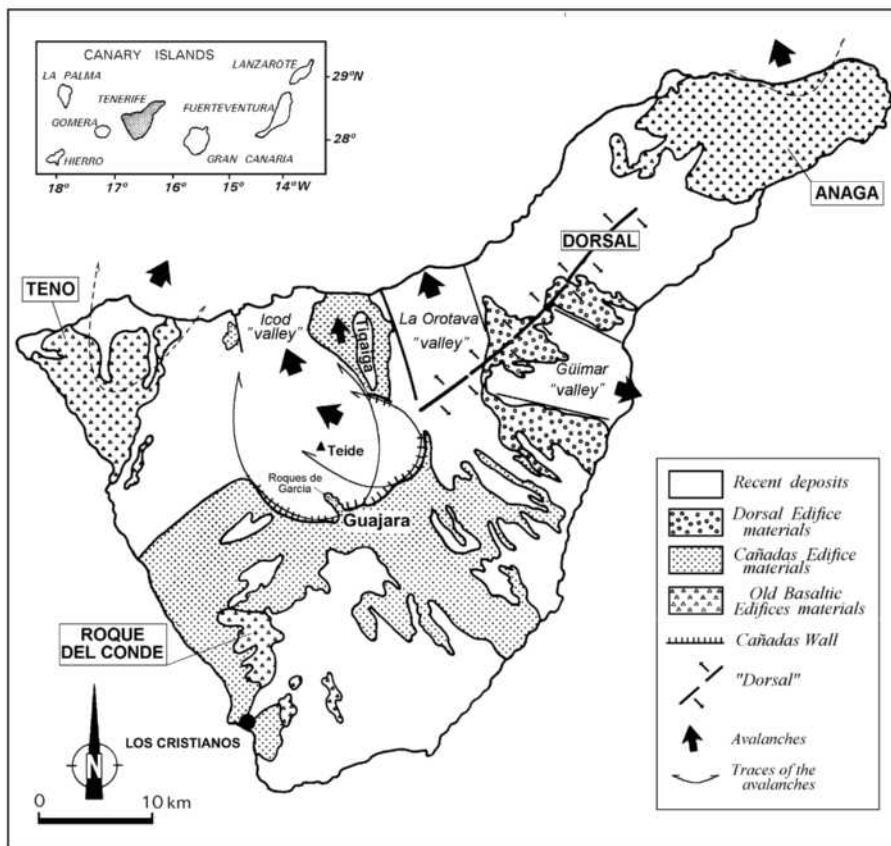 CANARY ISLANDS
LA PALMA
LANZAROTE
29°N
TENERIFE
FUERTEVENTURA
GOMERA
28°
HIERRO
GRAN CANARIA
18°
17°
16°
15°
14°W
ANAGA
DORSAL
TENO
Icod
"valley"
Tigaiga
La Orotava
"valley"
Güimar
"valley"
Teide
Roques de
García
Guajara
ROQUE
DEL CONDE
LOS CRISTIANOS
N
0
10 km
Recent deposits
Dorsal Edifice
materials
Cañadas Edifice
materials
Old Basaltic
Edifices materials
Cañadas Wall
"Dorsal"
Avalanches
Traces of the
avalanches